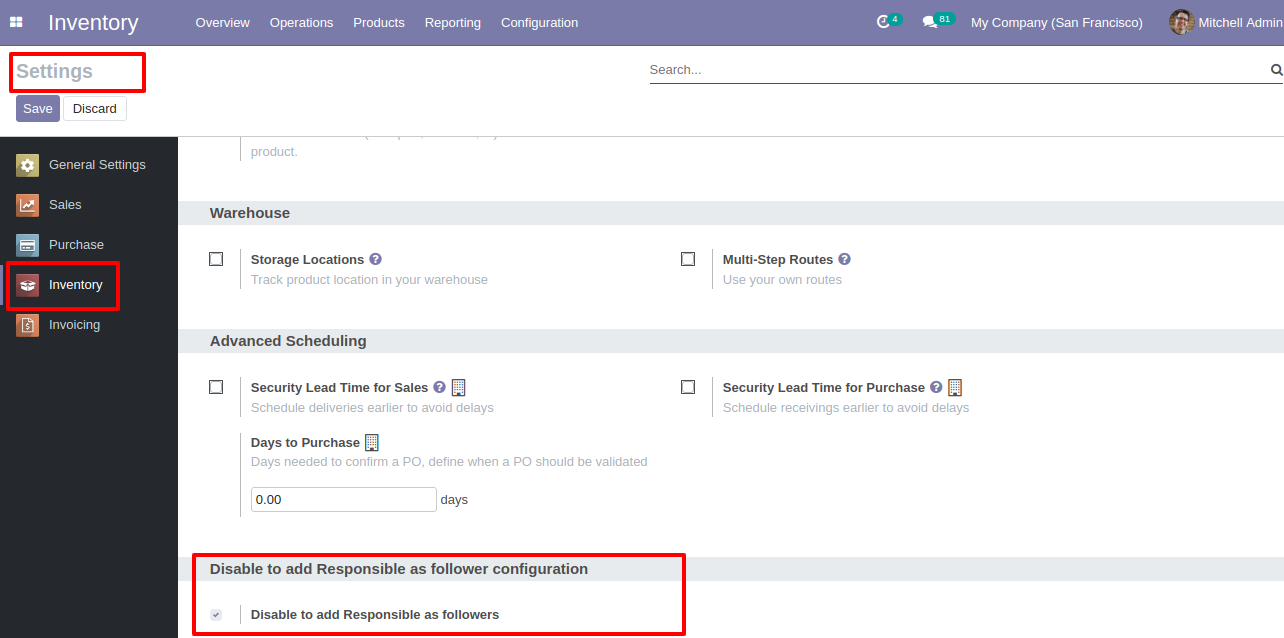 Inventory Overview Operations Products Reporting Configuration 4 81 My Company (San Francisco) Mitchell Admin
Settings Search...
Save Discard
General Settings
Sales
Purchase
Inventory
Invoicing
product.
Warehouse
Storage Locations ? Multi-Step Routes ?
Track product location in your warehouse Use your own routes
Advanced Scheduling
Security Lead Time for Sales ? Security Lead Time for Purchase ?
Schedule deliveries earlier to avoid delays Schedule receivings earlier to avoid delays
Days to Purchase
Days needed to confirm a PO, define when a PO should be validated
0.00 days
Disable to add Responsible as follower configuration
Disable to add Responsible as followers